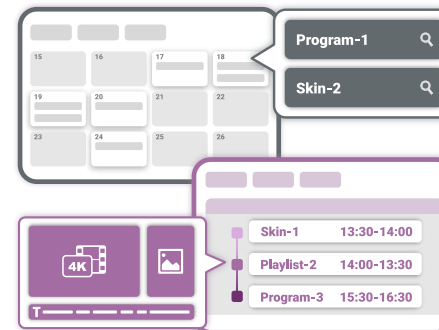 Program-1
Skin-2
15 16 17 18
19 20 21 22
23 24 25 26
Skin-1 13:30-14:00
Playlist-2 14:00-13:30
Program-3 15:30-16:30
4K
T